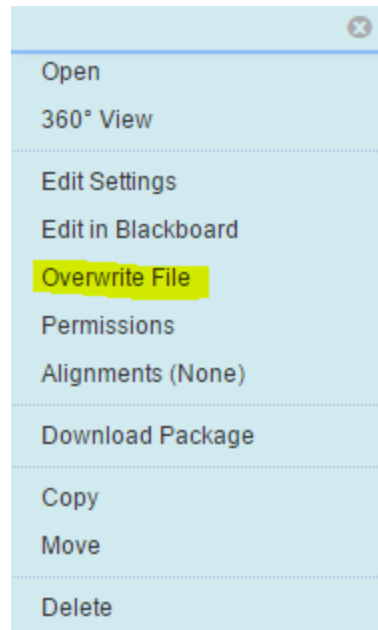 Open
360° View
Edit Settings
Edit in Blackboard
Overwrite File
Permissions
Alignments (None)
Download Package
Copy
Move
Delete